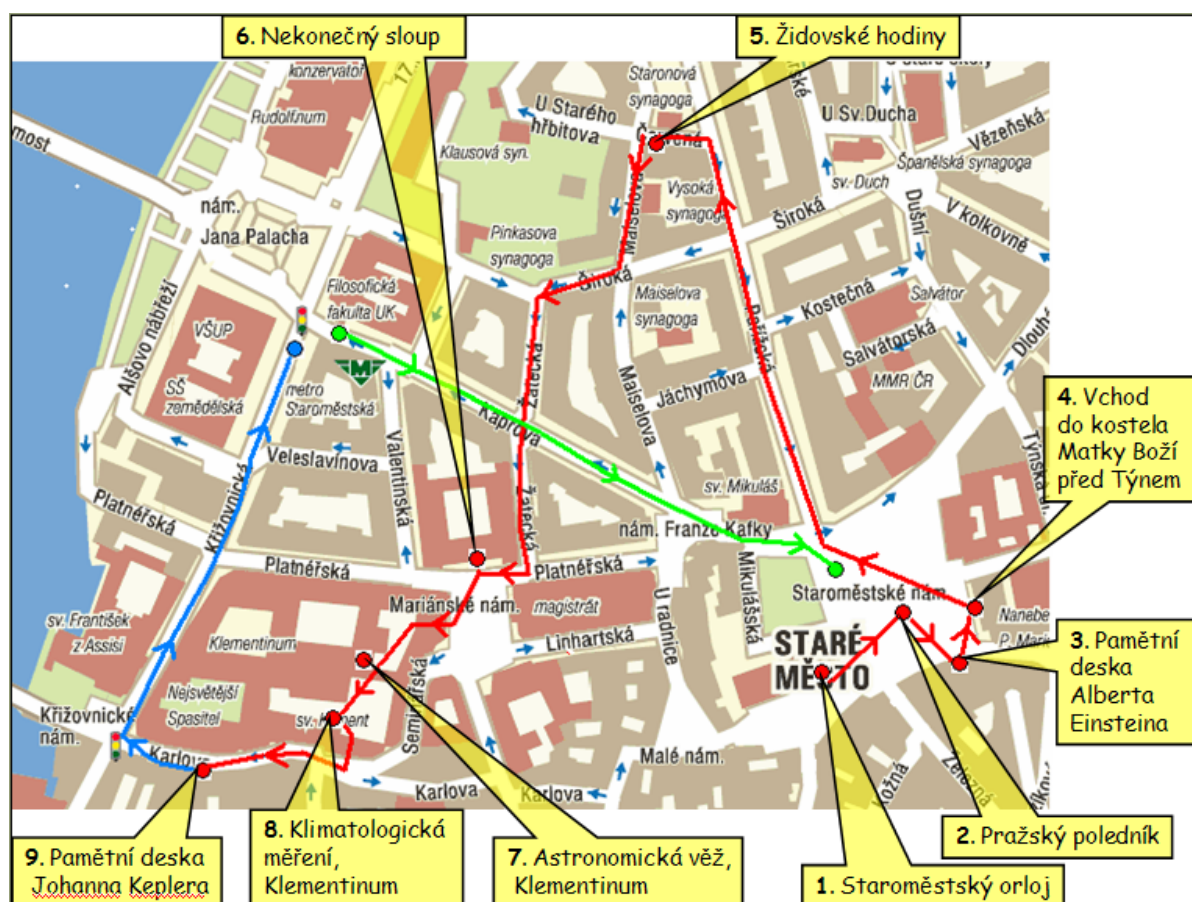 6. Nekonečný sloup
5. Židovské hodiny
konzervatoř
17.
Rudolfinum
most
Staronová
synagoga
U Starého
hřbitova
Červená
Klausová syn.
U Sv.Ducha
Vězeňská
Španělská synagoga
sv. Duch
Vysoká
synagoga
Maiselova
Široká
Dušní
V kolkovně
nám.
Jana Palacha
Pinkasova
synagoga
Široká
Filosofická
fakulta UK
Maiselova
synagoga
Pařížská
Kostečná
Salvátor
Salvátorská
Dlouhá
MMR ČR
Alšovo nábřeží
VŠUP
SŠ
zemědělská
M
metro
Staroměstská
Žatecká
Kaprova
Maiselova
Jáchymova
4. Vchod
do kostela
Matky Boží
před Týnem
Týnská
Veleslavínova
Valentinská
Platnéřská
Křižovnická
Žatecká
sv. Mikuláš
nám. Franze Kafky
Platnéřská
Platnéřská
Mikulášská
Staroměstské nám.
Mariánské nám.
magistrát
U radnice
Linhartská
STARÉ
MĚSTO
sv. František
z Assisi
Klementinum
Seminářská
3. Pamětní
deska
Alberta
Einsteina
Nejsvětější
Spasitel
sv. Kliment
Křižovnické
nám.
Karlova
Malé nám.
Kožná
Železná
Karlova
Karlova
9. Pamětní deska
Johanna Keplera
8. Klimatologická
měření,
Klementinum
7. Astronomická věž,
Klementinum
2. Pražský poledník
1. Staroměstský orloj